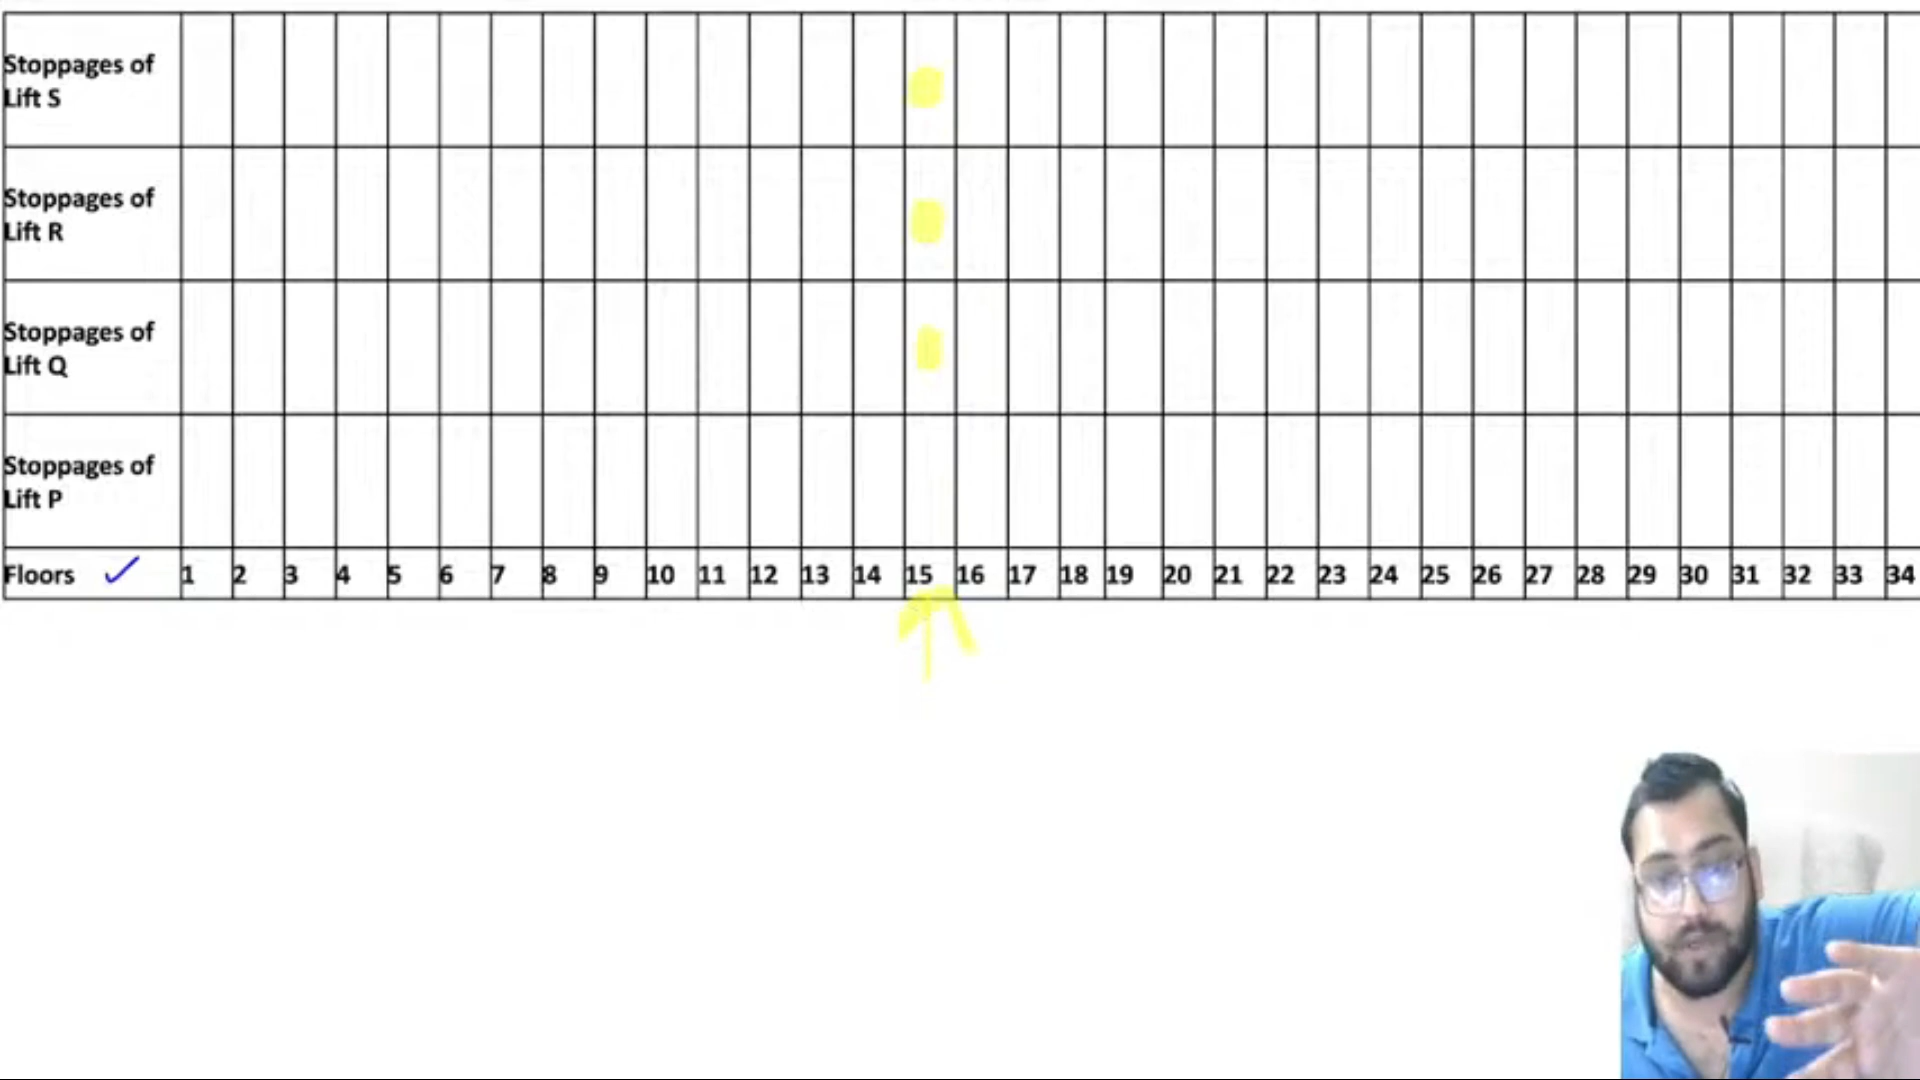 Stoppages of
Lift S
Stoppages of
Lift R
Stoppages of
Lift Q
Stoppages of
Lift P
Floors 1 2 3 4 5 6 7 8 9 10 11 12 13 14 15 16 17 18 19 20 21 22 23 24 25 26 27 28 29 30 31 32 33 34